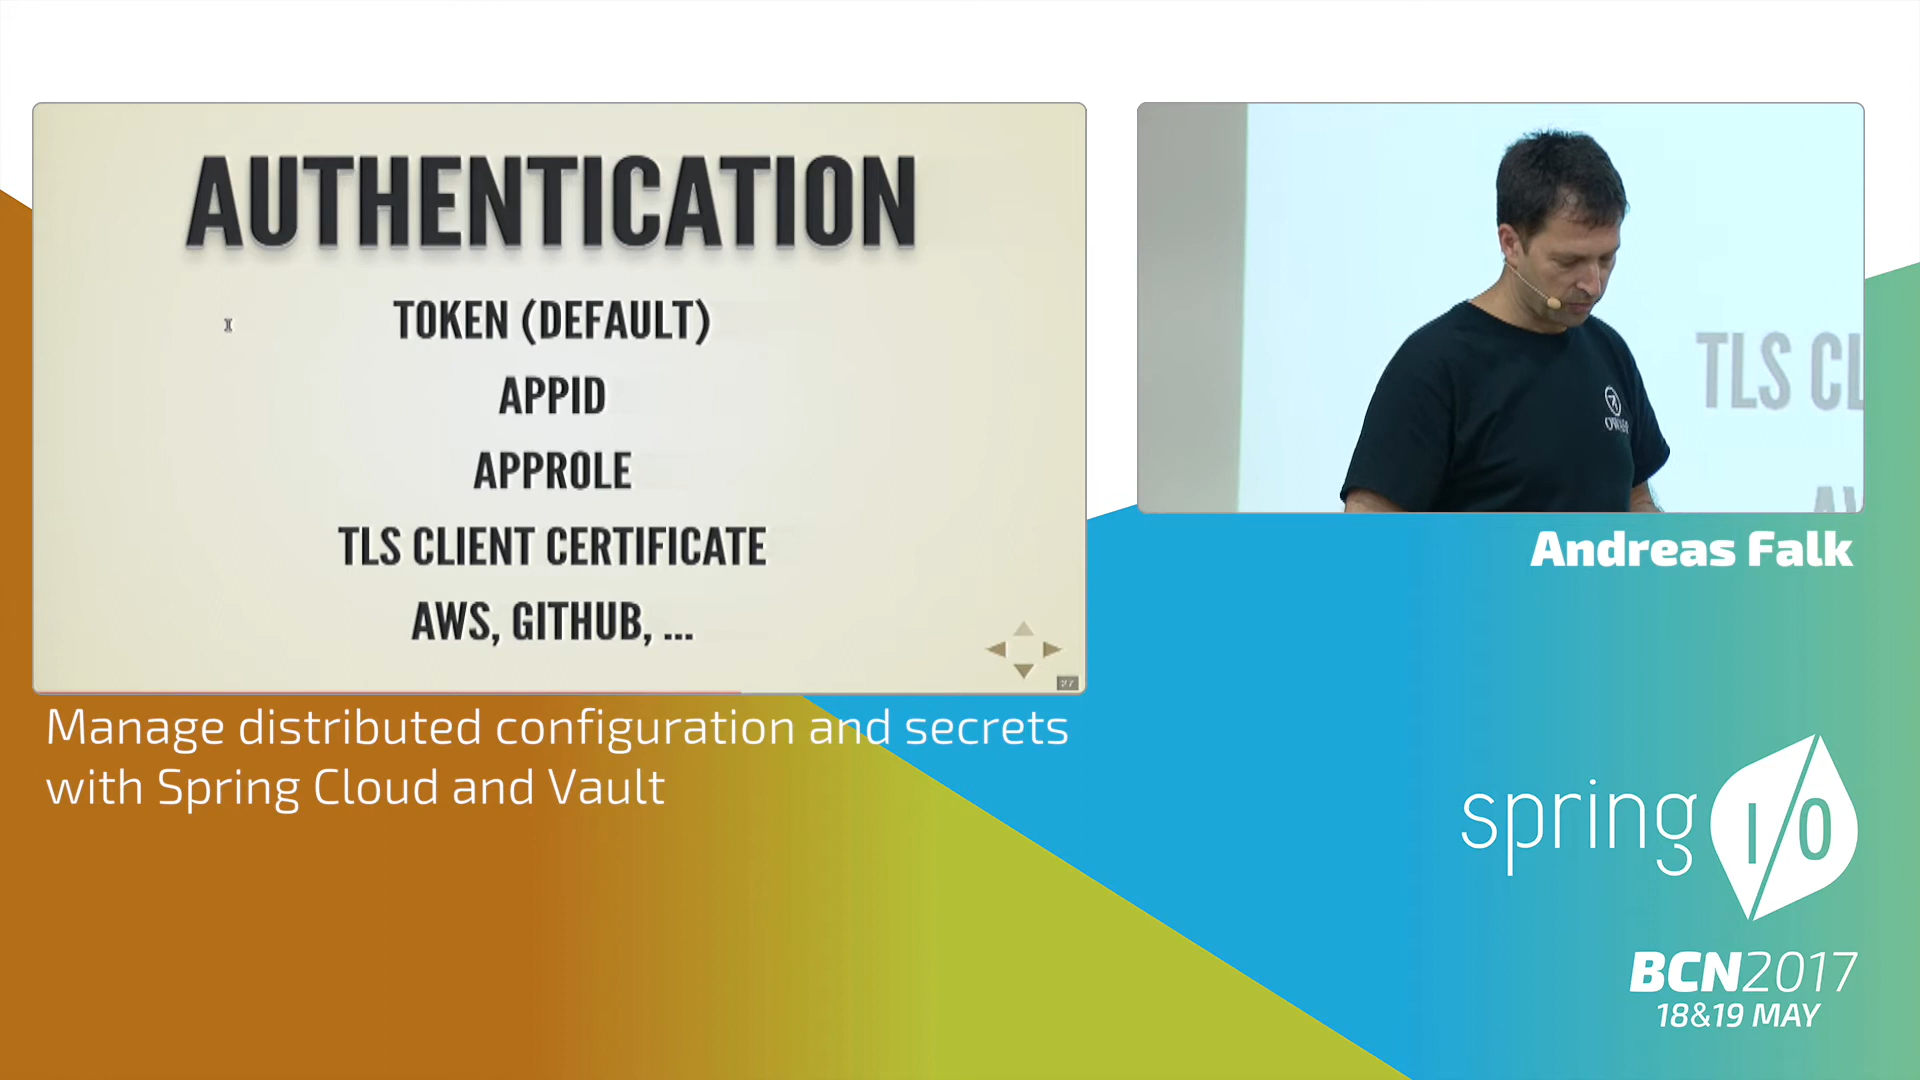 AUTHENTICATION
TOKEN (DEFAULT)
APPID
APPROLE
TLS CLIENT CERTIFICATE
AWS, GITHUB, ...
27
Manage distributed configuration and secrets
with Spring Cloud and Vault
TLS CL
Andreas Falk
spring I/O
BCN2017
18&19 MAY